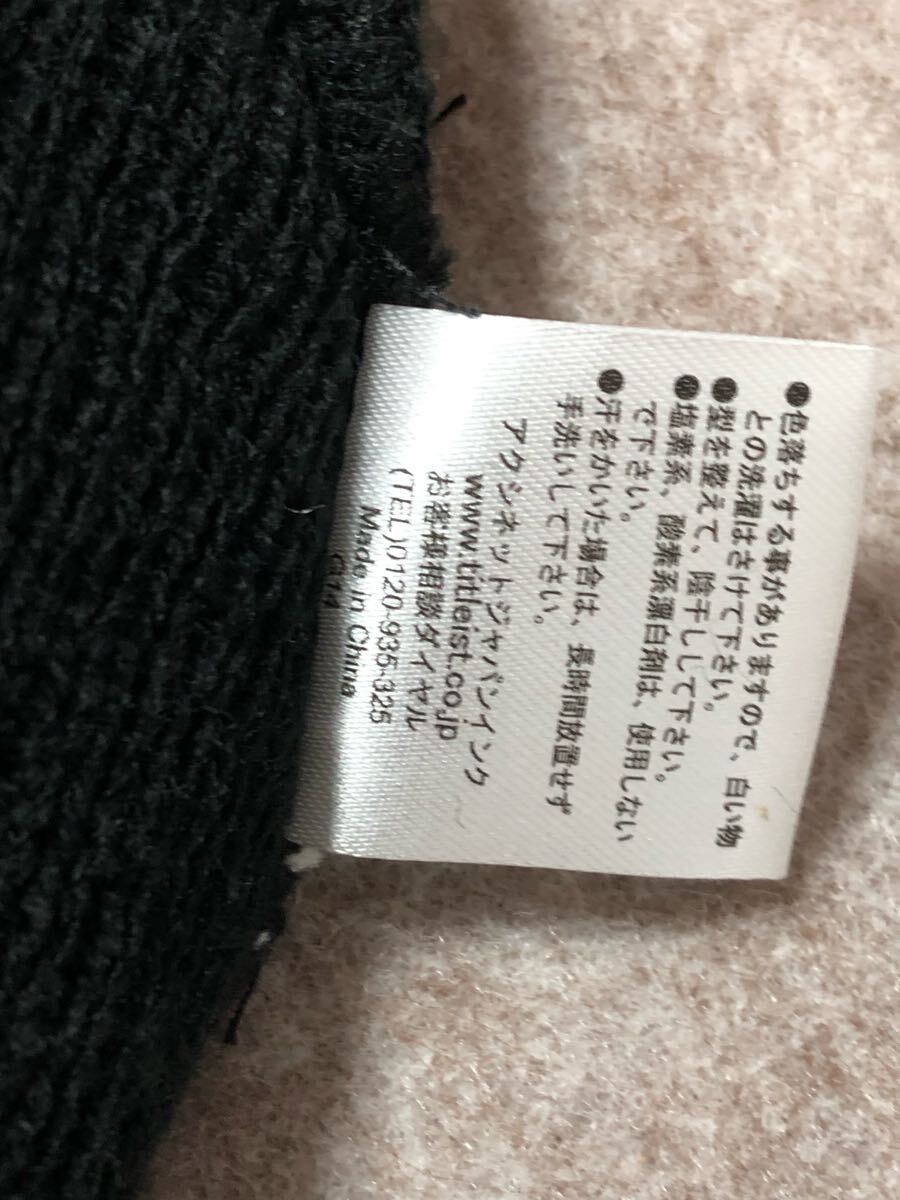 ●色落ちする事がありますので、白い物
との洗濯はさけて下さい。
●型を整えて、陰干しして下さい。
●塩素系、酸素系漂白剤は、使用しない
で下さい。
●汗をかいた場合は、長時間放置せず
手洗いして下さい。
アクシネットジャパンインク
www.titleist.co.jp
お客様相談ダイヤル
(TEL)0120-935-325
Made in China
C14